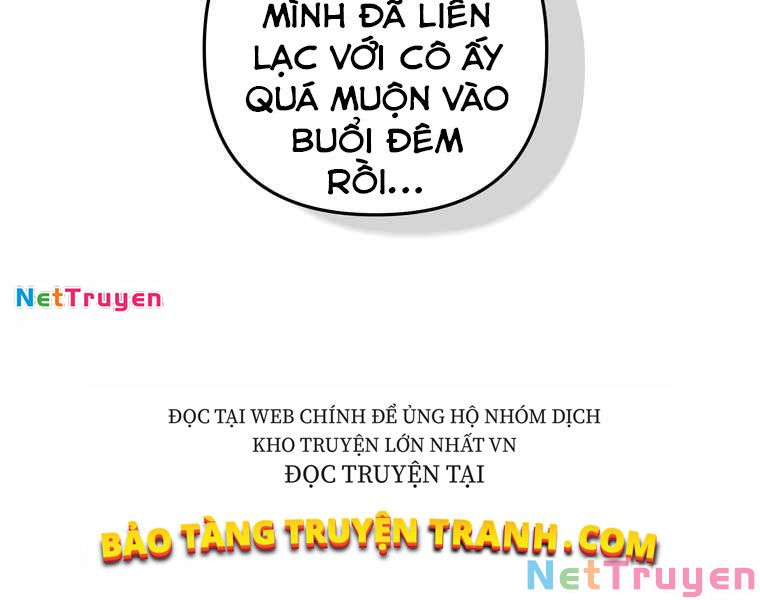 MÌNH ĐÃ LIÊN
LẠC VỚI CÔ ẤY
QUÁ MUỘN VÀO
BUỔI ĐÊM
RỒI...
NetTruyen
ĐỌC TẠI WEB CHÍNH ĐỂ ỦNG HỘ NHÓM DỊCH
KHO TRUYỆN LỚN NHẤT VN
ĐỌC TRUYỆN TẠI
BẢO TÀNG TRUYỆN TRANH.COM
NetTruyen